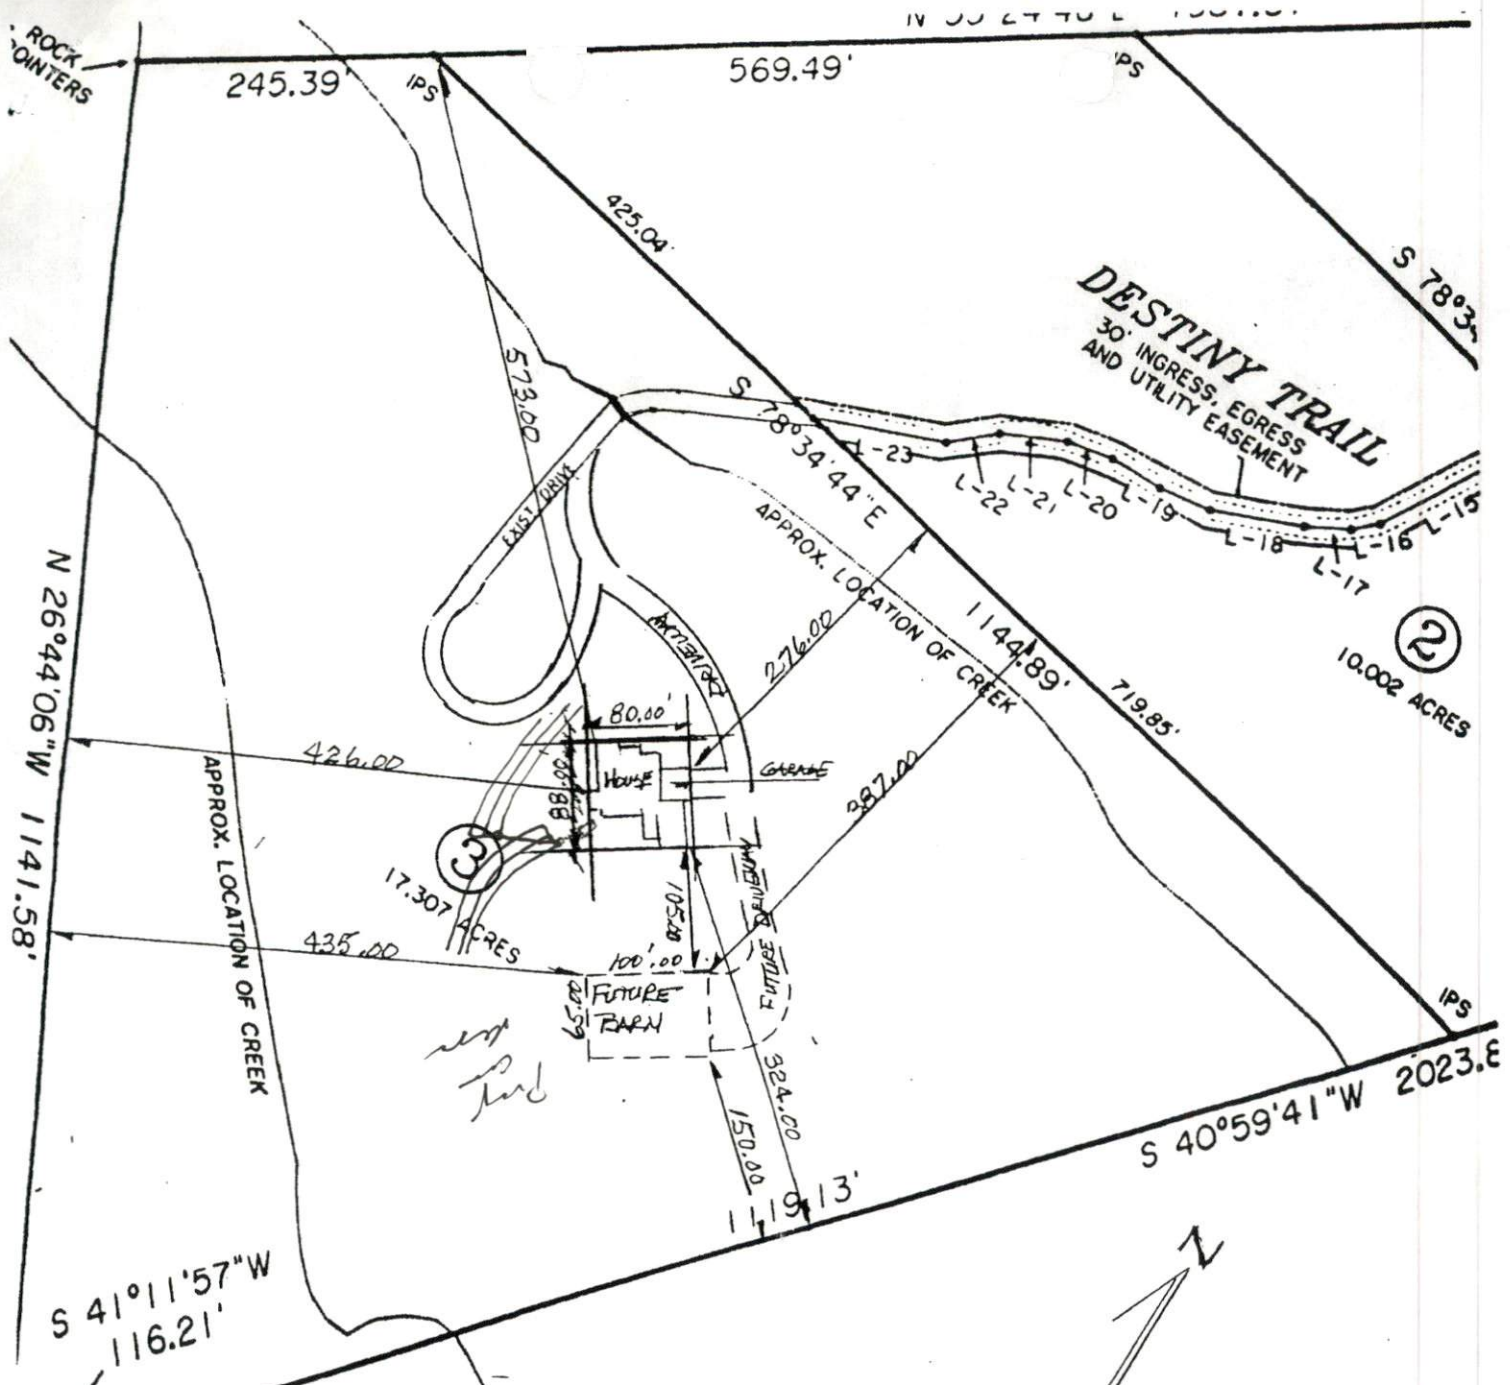 ROCK
POINTERS
245.39'
IPS
569.49'
IPS
425.04'
S 78°34
DESTINY TRAIL
30' INGRESS, EGRESS
AND UTILITY EASEMENT
573.00
S 78°34'44"E
L-23
L-22
L-21
L-20
L-19
L-18
L-17
L-16
L-15
EXIST DRIVE
APPROX. LOCATION OF CREEK
276.00
1144.89'
719.85'
2
10.002 ACRES
N 26°44'06"W 1141.58'
DRIVEWAY
80.00'
426.00
88.00
HOUSE
GARAGE
387.00
APPROX. LOCATION OF CREEK
3
17.307 ACRES
105.00
FUTURE DRIVEWAY
435.00
100'.00
65.00
FUTURE
BARN
324.00
150.00
IPS
1119.13'
S 40°59'41"W 2023.8
S 41°11'57"W
116.21'
N